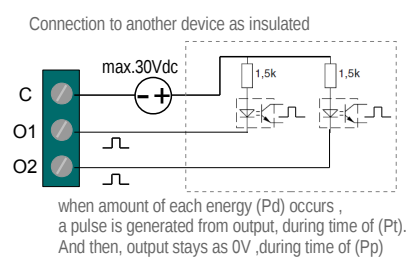 Connection to another device as insulated
max.30Vdc
1,5k
1,5k
C
- +
O1
O2
when amount of each energy (Pd) occurs ,
a pulse is generated from output, during time of (Pt).
And then, output stays as 0V ,during time of (Pp)